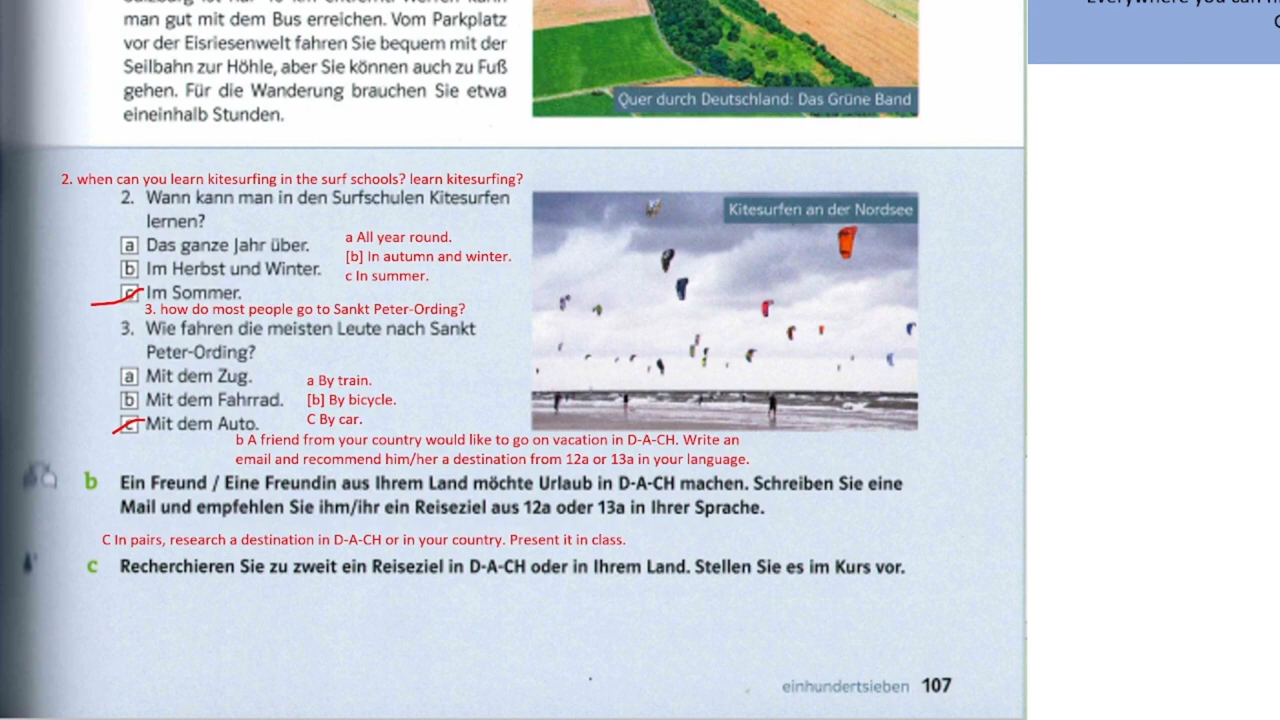 man gut mit dem Bus erreichen. Vom Parkplatz
vor der Eisriesenwelt fahren Sie bequem mit der
Seilbahn zur Höhle, aber Sie können auch zu Fuß
gehen. Für die Wanderung brauchen Sie etwa
eineinhalb Stunden.
Quer durch Deutschland: Das Grüne Band
Everywhere you can
2. when can you learn kitesurfing in the surf schools? learn kitesurfing?
2. Wann kann man in den Surfschulen Kitesurfen
lernen?
a Das ganze Jahr über.
b Im Herbst und Winter.
c Im Sommer.
a All year round.
[b] In autumn and winter.
c In summer.
Kitesurfen an der Nordsee
3. how do most people go to Sankt Peter-Ording?
3. Wie fahren die meisten Leute nach Sankt
Peter-Ording?
a Mit dem Zug.
b Mit dem Fahrrad.
c Mit dem Auto.
a By train.
[b] By bicycle.
C By car.
b A friend from your country would like to go on vacation in D-A-CH. Write an
email and recommend him/her a destination from 12a or 13a in your language.
b Ein Freund / Eine Freundin aus Ihrem Land möchte Urlaub in D-A-CH machen. Schreiben Sie eine
Mail und empfehlen Sie ihm/ihr ein Reiseziel aus 12a oder 13a in Ihrer Sprache.
C In pairs, research a destination in D-A-CH or in your country. Present it in class.
c Recherchieren Sie zu zweit ein Reiseziel in D-A-CH oder in Ihrem Land. Stellen Sie es im Kurs vor.
einhundertsieben 107